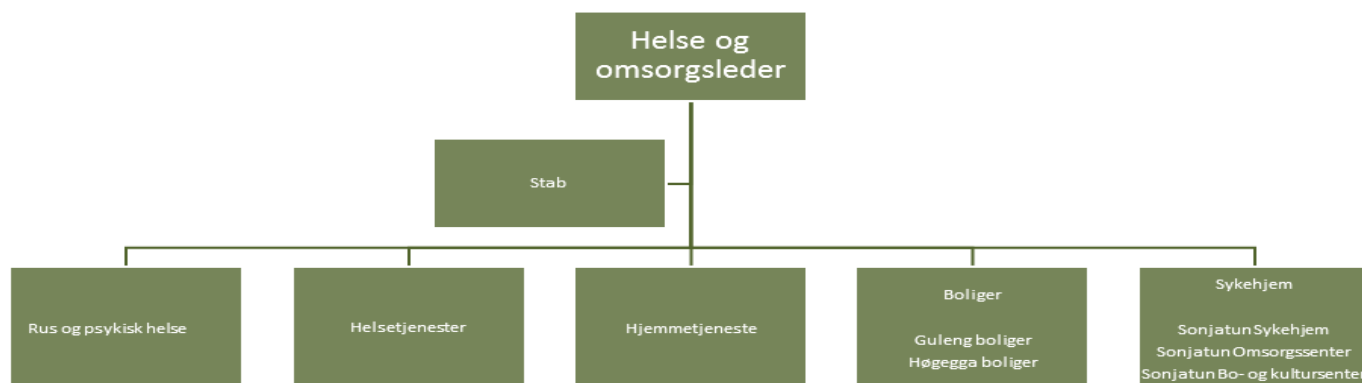 Helse og
omsorgsleder
Stab
Rus og psykisk helse
Helsetjenester
Hjemmetjeneste
Boliger
Guleng boliger
Høgegga boliger
Sykehjem
Sonjatun Sykehjem
Sonjatun Omsorgssenter
Sonjatun Bo- og kultursenter